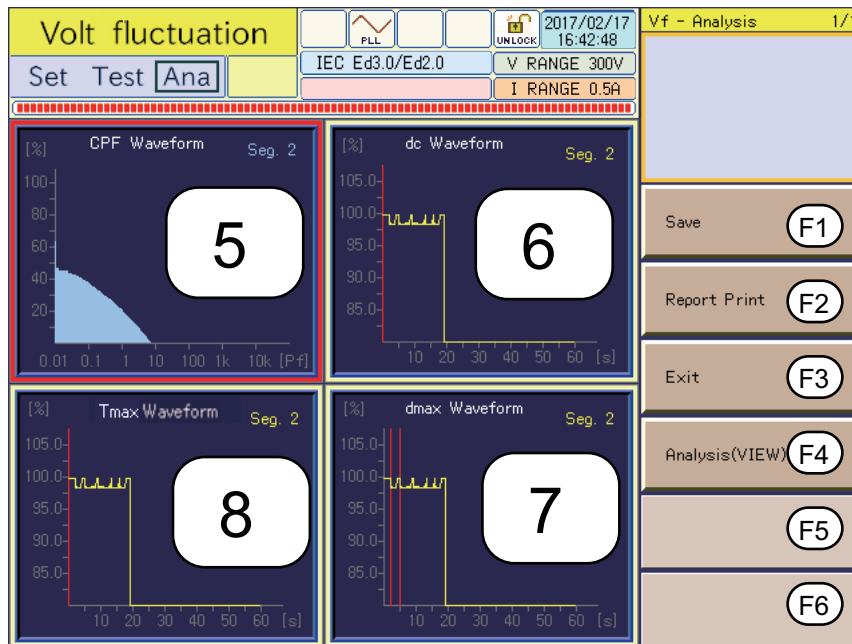 Volt fluctuation
PLL
UNLOCK
2017/02/17
16:42:48
Set Test Ana
IEC Ed3.0/Ed2.0
V RANGE 300V
I RANGE 0.5A
Vf - Analysis 1/1
CPF Waveform
[%]
Seg. 2
100
80
60
40
20
0.01 0.1 1 10 100 1k 10k [Pf]
5
dc Waveform
[%]
Seg. 2
105.0
100.0
95.0
90.0
85.0
10 20 30 40 50 60 [s]
6
Tmax Waveform
[%]
Seg. 2
105.0
100.0
95.0
90.0
85.0
10 20 30 40 50 60 [s]
8
dmax Waveform
[%]
Seg. 2
105.0
100.0
95.0
90.0
85.0
10 20 30 40 50 60 [s]
7
Save F1
Report Print F2
Exit F3
Analysis(VIEW) F4
F5
F6